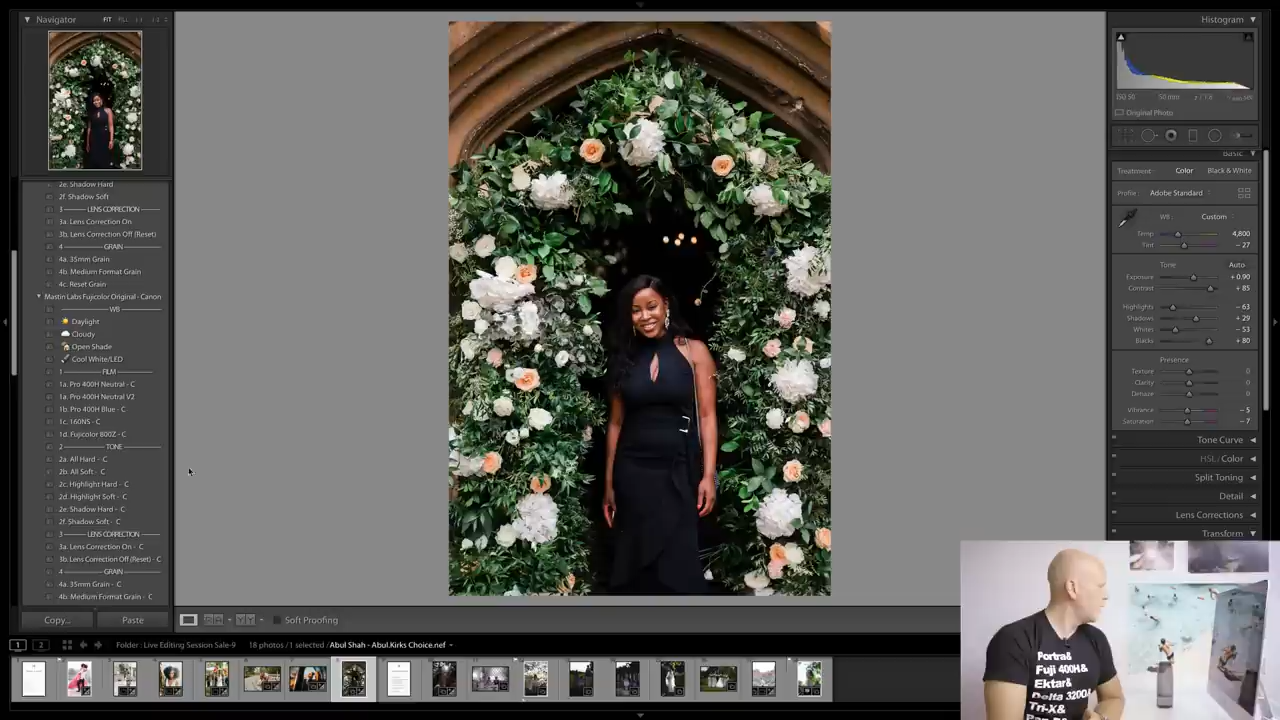 Navigator
FIT
Histogram
ISO 50
50 mm
Original Photo
Basic
Treatment:
Color
Black & White
Profile:
Adobe Standard
WB:
Custom
Temp
4,800
Tint
− 27
Tone
Auto
Exposure
+ 0.90
Contrast
+ 85
Highlights
− 63
Shadows
+ 29
Whites
− 53
Blacks
+ 80
Presence
Texture
0
Clarity
0
Dehaze
0
Vibrance
− 5
Saturation
− 7
Tone Curve
HSL / Color
Split Toning
Detail
Lens Corrections
Transform
2e. Shadow Hard
2f. Shadow Soft
3 LENS CORRECTION
3a. Lens Correction On
3b. Lens Correction Off (Reset)
4 GRAIN
4a. 35mm Grain
4b. Medium Format Grain
4c. Reset Grain
Mastin Labs Fujicolor Original - Canon
WB
Daylight
Cloudy
Open Shade
Cool White/LED
1 FILM
1a. Pro 400H Neutral - C
1a. Pro 400H Neutral V2
1b. Pro 400H Blue - C
1c. 160NS - C
1d. Fujicolor 800Z - C
2 TONE
2a. All Hard - C
2b. All Soft - C
2c. Highlight Hard - C
2d. Highlight Soft - C
2e. Shadow Hard - C
2f. Shadow Soft - C
3 LENS CORRECTION
3a. Lens Correction On - C
3b. Lens Correction Off (Reset) - C
4 GRAIN
4a. 35mm Grain - C
4b. Medium Format Grain - C
Copy...
Paste
Soft Proofing
1
2
Folder : Live Editing Session Sale-9
18 photos / 1 selected / Abul Shah - Abul.Kirks Choice.nef
Portra&
Fuji 400H&
Ektar&
Delta 3200&
Tri-X&